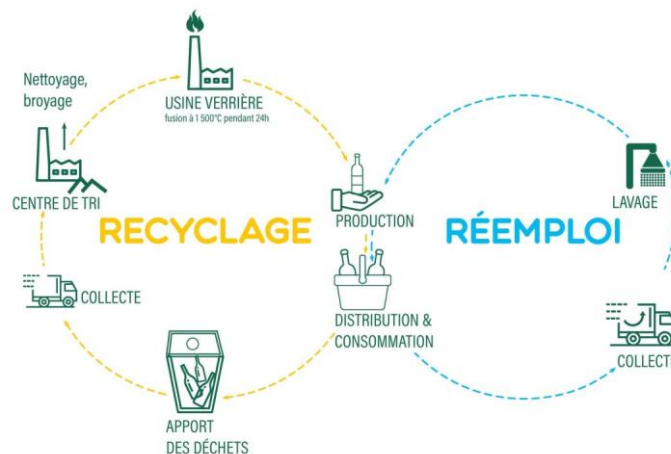 Nettoyage,
broyage
USINE VERRIÈRE
fusion à 1 500°C pendant 24h
CENTRE DE TRI
RECYCLAGE
PRODUCTION
RÉEMPLOI
LAVAGE
COLLECTE
DISTRIBUTION &
CONSOMMATION
COLLECTE
APPORT
DES DÉCHETS